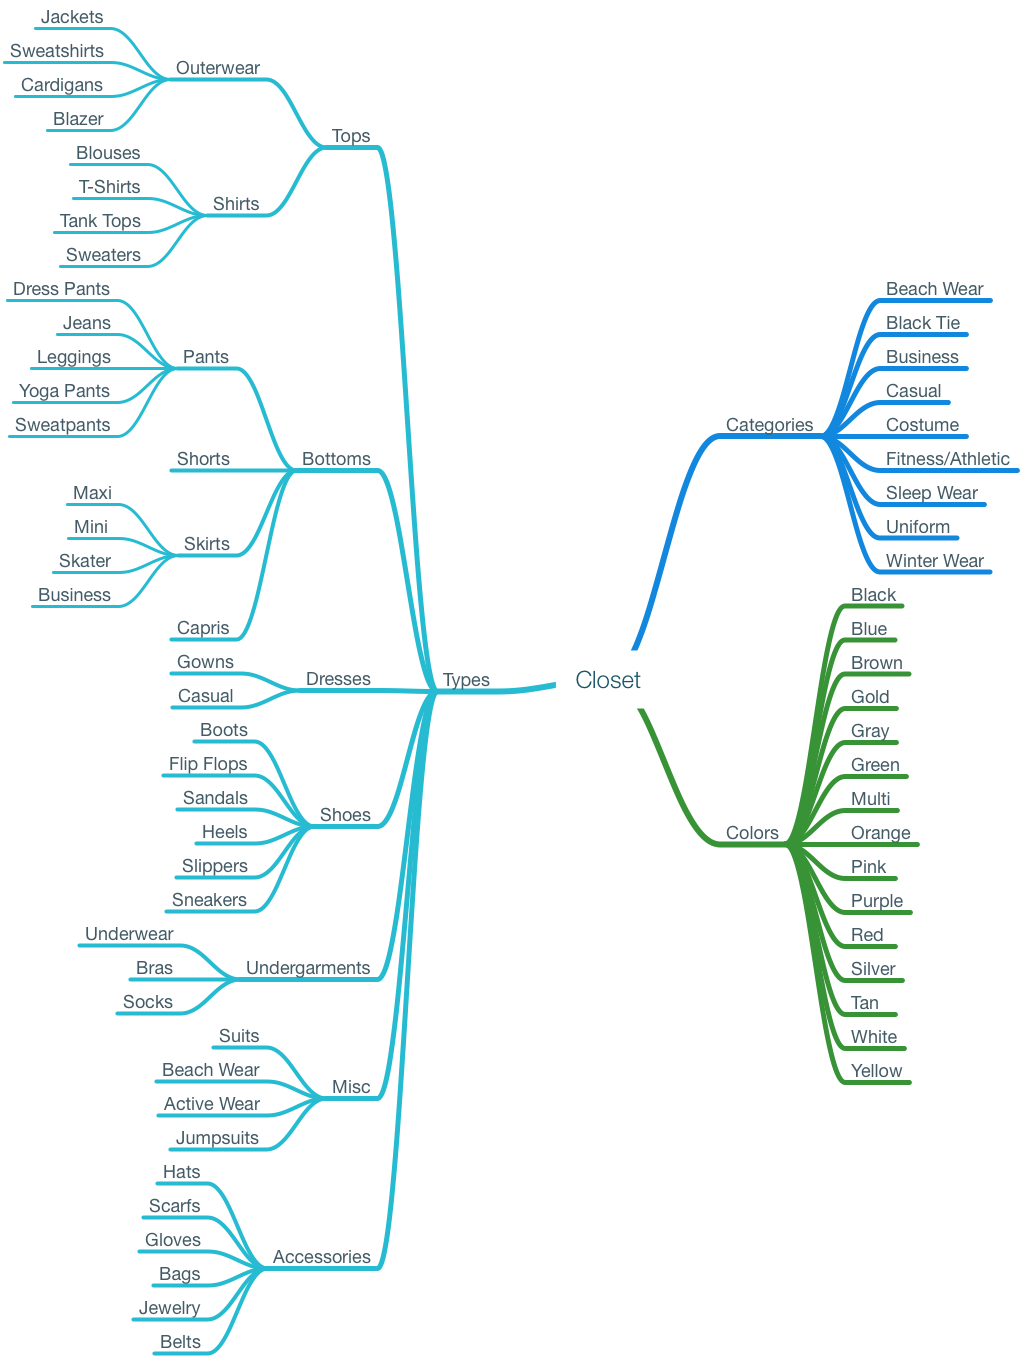 Closet
Types
Tops
Outerwear
Jackets
Sweatshirts
Cardigans
Blazer
Shirts
Blouses
T-Shirts
Tank Tops
Sweaters
Bottoms
Pants
Dress Pants
Jeans
Leggings
Yoga Pants
Sweatpants
Shorts
Skirts
Maxi
Mini
Skater
Business
Capris
Dresses
Gowns
Casual
Shoes
Boots
Flip Flops
Sandals
Heels
Slippers
Sneakers
Undergarments
Underwear
Bras
Socks
Misc
Suits
Beach Wear
Active Wear
Jumpsuits
Accessories
Hats
Scarfs
Gloves
Bags
Jewelry
Belts
Categories
Beach Wear
Black Tie
Business
Casual
Costume
Fitness/Athletic
Sleep Wear
Uniform
Winter Wear
Colors
Black
Blue
Brown
Gold
Gray
Green
Multi
Orange
Pink
Purple
Red
Silver
Tan
White
Yellow